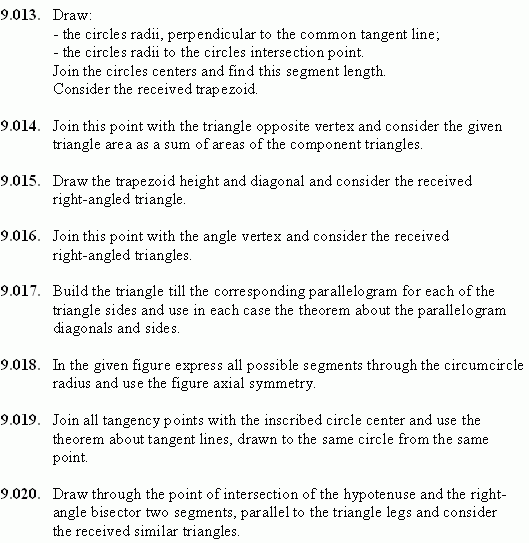 9.013. Draw:
- the circles radii, perpendicular to the common tangent line;
- the circles radii to the circles intersection point.
Join the circles centers and find this segment length.
Consider the received trapezoid.
9.014. Join this point with the triangle opposite vertex and consider the given
triangle area as a sum of areas of the component triangles.
9.015. Draw the trapezoid height and diagonal and consider the received
right-angled triangle.
9.016. Join this point with the angle vertex and consider the received
right-angled triangles.
9.017. Build the triangle till the corresponding parallelogram for each of the
triangle sides and use in each case the theorem about the parallelogram
diagonals and sides.
9.018. In the given figure express all possible segments through the circumcircle
radius and use the figure axial symmetry.
9.019. Join all tangency points with the inscribed circle center and use the
theorem about tangent lines, drawn to the same circle from the same
point.
9.020. Draw through the point of intersection of the hypotenuse and the right-
angle bisector two segments, parallel to the triangle legs and consider
the received similar triangles.